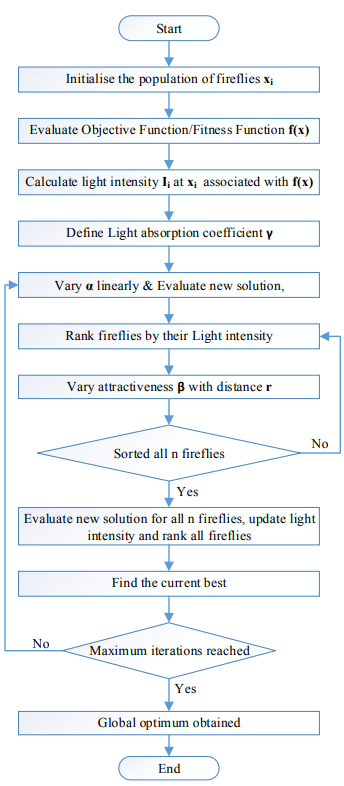 Start
Initialise the population of fireflies xi
Evaluate Objective Function/Fitness Function f(x)
Calculate light intensity Ii at xi associated with f(x)
Define Light absorption coefficient γ
Vary α linearly & Evaluate new solution,
Rank fireflies by their Light intensity
Vary attractiveness β with distance r
Sorted all n fireflies
No
Yes
Evaluate new solution for all n fireflies, update light
intensity and rank all fireflies
Find the current best
No
Maximum iterations reached
Yes
Global optimum obtained
End